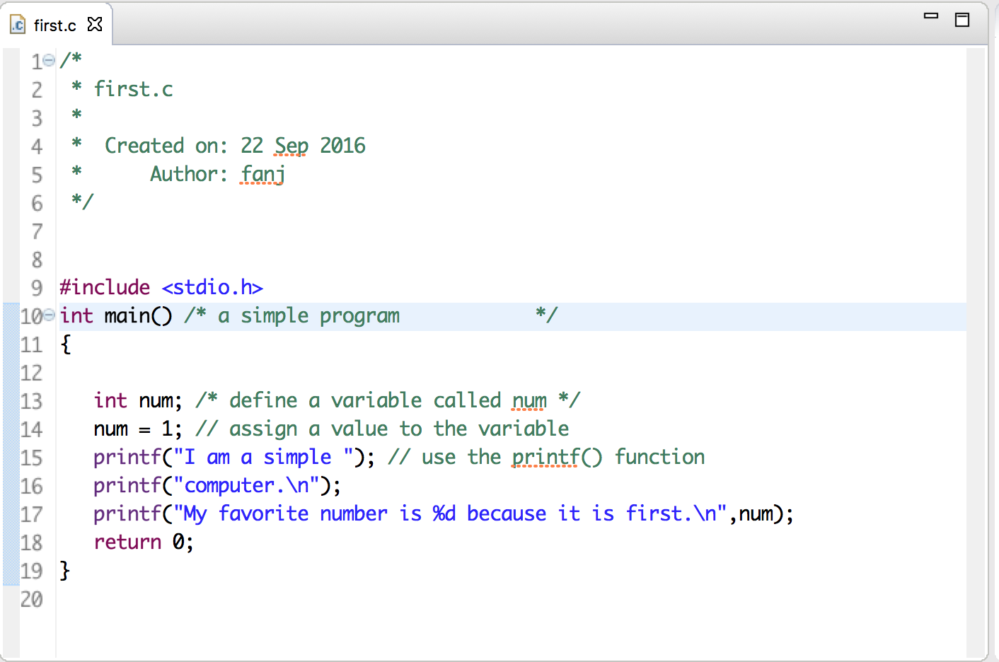 first.c
1 /*
2  * first.c
3  *
4  *  Created on: 22 Sep 2016
5  *      Author: fanj
6  */
7
8
9 #include <stdio.h>
10 int main() /* a simple program            */
11 {
12
13    int num; /* define a variable called num */
14    num = 1; // assign a value to the variable
15    printf("I am a simple "); // use the printf() function
16    printf("computer.\n");
17    printf("My favorite number is %d because it is first.\n",num);
18    return 0;
19 }
20